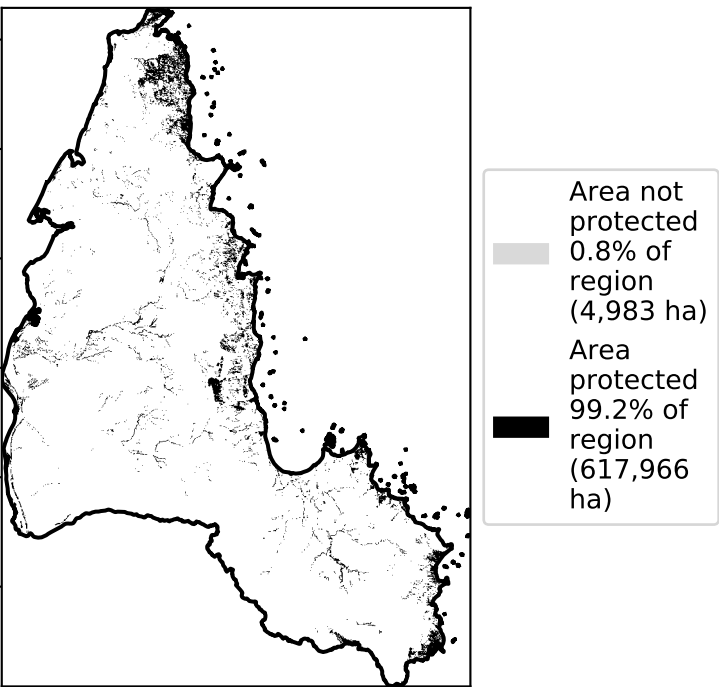 Area not
protected
0.8% of
region
(4,983 ha)
Area
protected
99.2% of
region
(617,966
ha)